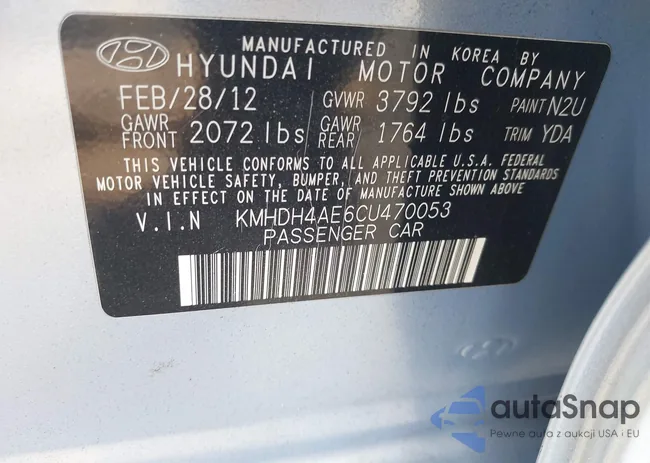 MANUFACTURED IN KOREA BY
HYUNDAI MOTOR COMPANY
FEB/28/12 GVWR 3792 lbs PAINT N2U
GAWR FRONT 2072 lbs GAWR REAR 1764 lbs TRIM YDA
THIS VEHICLE CONFORMS TO ALL APPLICABLE U.S.A. FEDERAL
MOTOR VEHICLE SAFETY, BUMPER, AND THEFT PREVENTION STANDARDS
IN EFFECT ON THE DATE OF MANUFACTURE SHOWN ABOVE
V.I.N KMHDH4AE6CU470053
PASSENGER CAR
autaSnap
Pewne auta z aukcji USA i EU